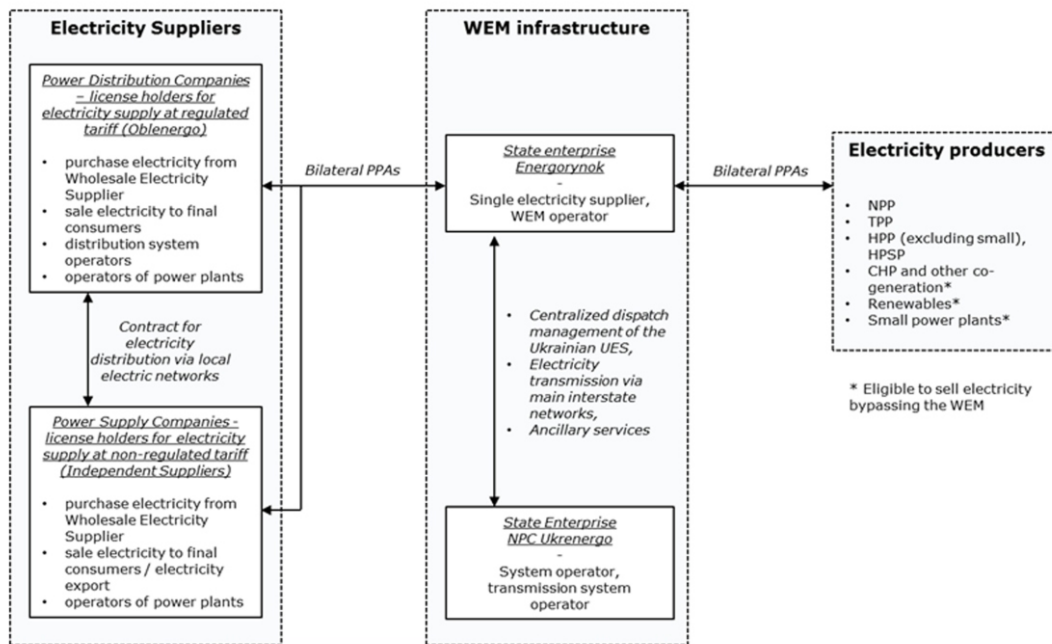 Electricity Suppliers
Power Distribution Companies
– license holders for
electricity supply at regulated
tariff (Oblenergo)
• purchase electricity from
Wholesale Electricity
Supplier
• sale electricity to final
consumers
• distribution system
operators
• operators of power plants
Contract for
electricity
distribution via local
electric networks
Power Supply Companies -
license holders for electricity
supply at non-regulated tariff
(Independent Suppliers)
• purchase electricity from
Wholesale Electricity
Supplier
• sale electricity to final
consumers / electricity
export
• operators of power plants
Bilateral PPAs
WEM infrastructure
State enterprise
Energorynok
-
Single electricity supplier,
WEM operator
• Centralized dispatch
management of the
Ukrainian UES,
• Electricity
transmission via
main interstate
networks,
• Ancillary services
State Enterprise
NPC Ukrenergo
-
System operator,
transmission system
operator
Bilateral PPAs
Electricity producers
• NPP
• TPP
• HPP (excluding small),
HPSP
• CHP and other co-
generation*
• Renewables*
• Small power plants*
* Eligible to sell electricity
bypassing the WEM